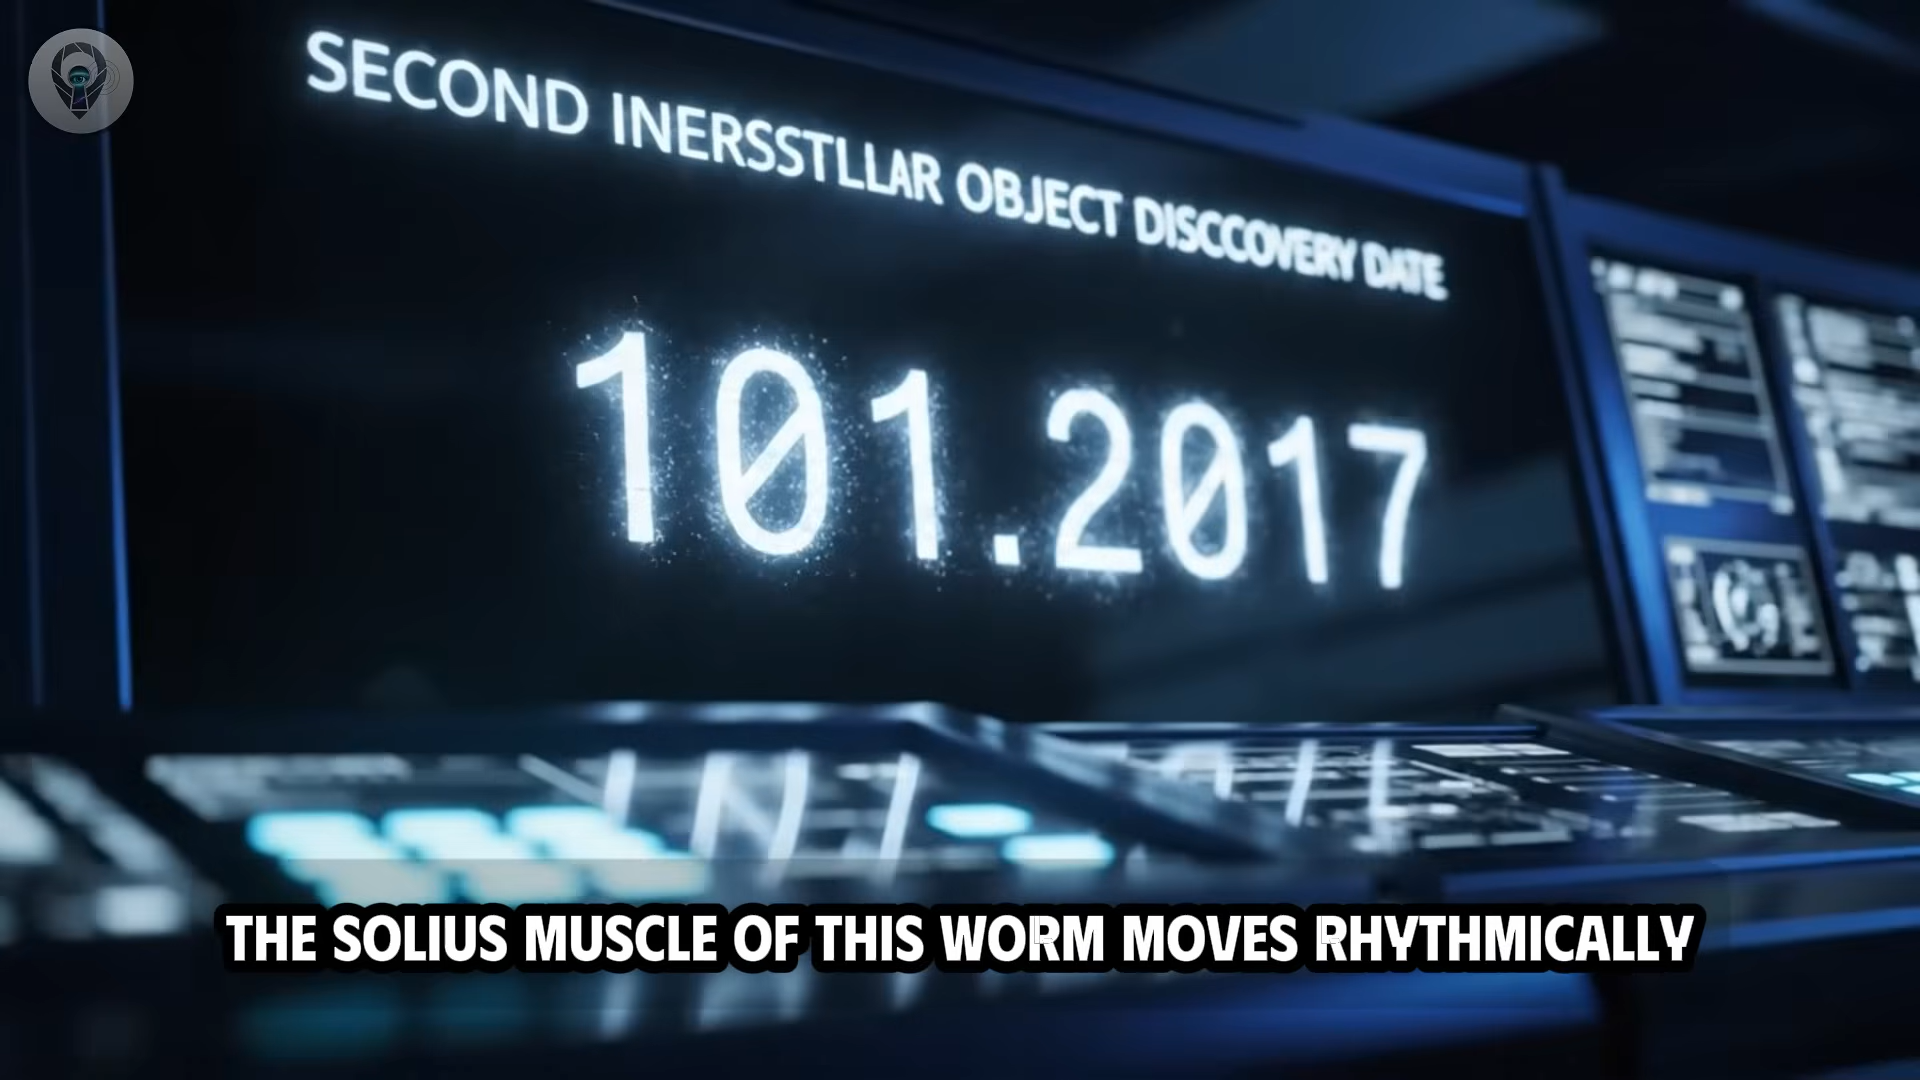 SECOND INERSSTLLAR OBJECT DISCCOVERY DATE
101.2017
THE SOLIUS MUSCLE OF THIS WORM MOVES RHYTHMICALLY